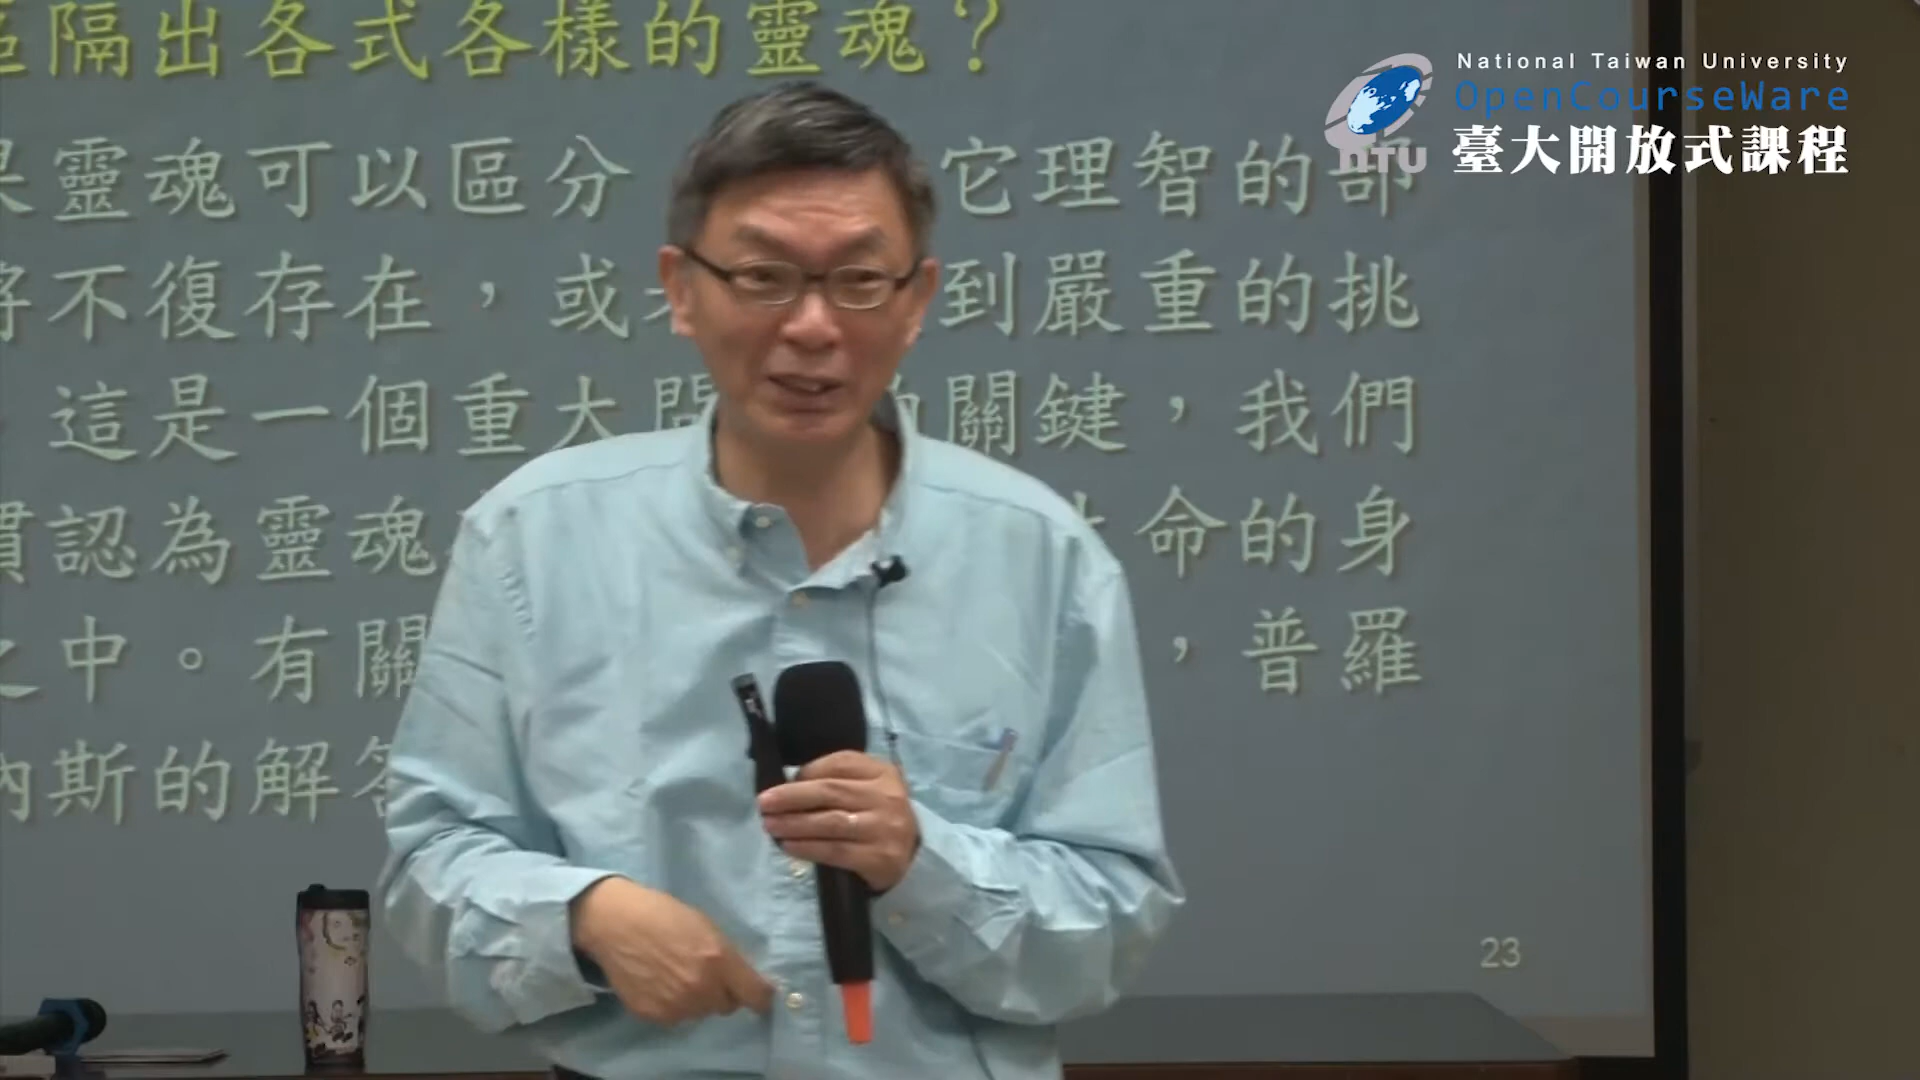 區隔出各式各樣的靈魂？
果靈魂可以區分 它理智的部
將不復存在，或 到嚴重的挑
這是一個重大 的關鍵，我們
慣認為靈魂 命的身
之中。有關 ，普羅
納斯的解答
23
National Taiwan University
OpenCourseWare
NTU 臺大開放式課程